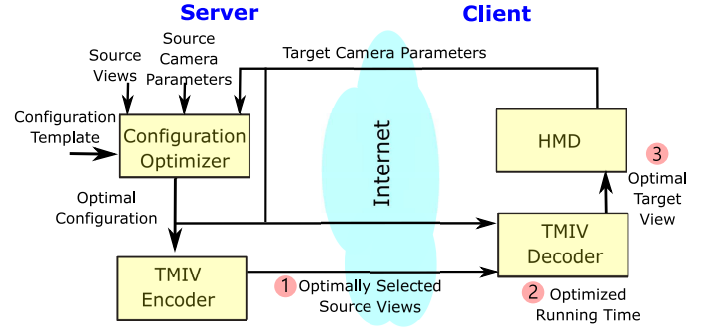 Server
Client
Source
Views
Source
Camera
Parameters
Target Camera Parameters
Configuration
Template
Configuration
Optimizer
Internet
HMD
3
Optimal
Target
View
Optimal
Configuration
TMIV
Decoder
TMIV
Encoder
1 Optimally Selected
Source Views
2 Optimized
Running Time